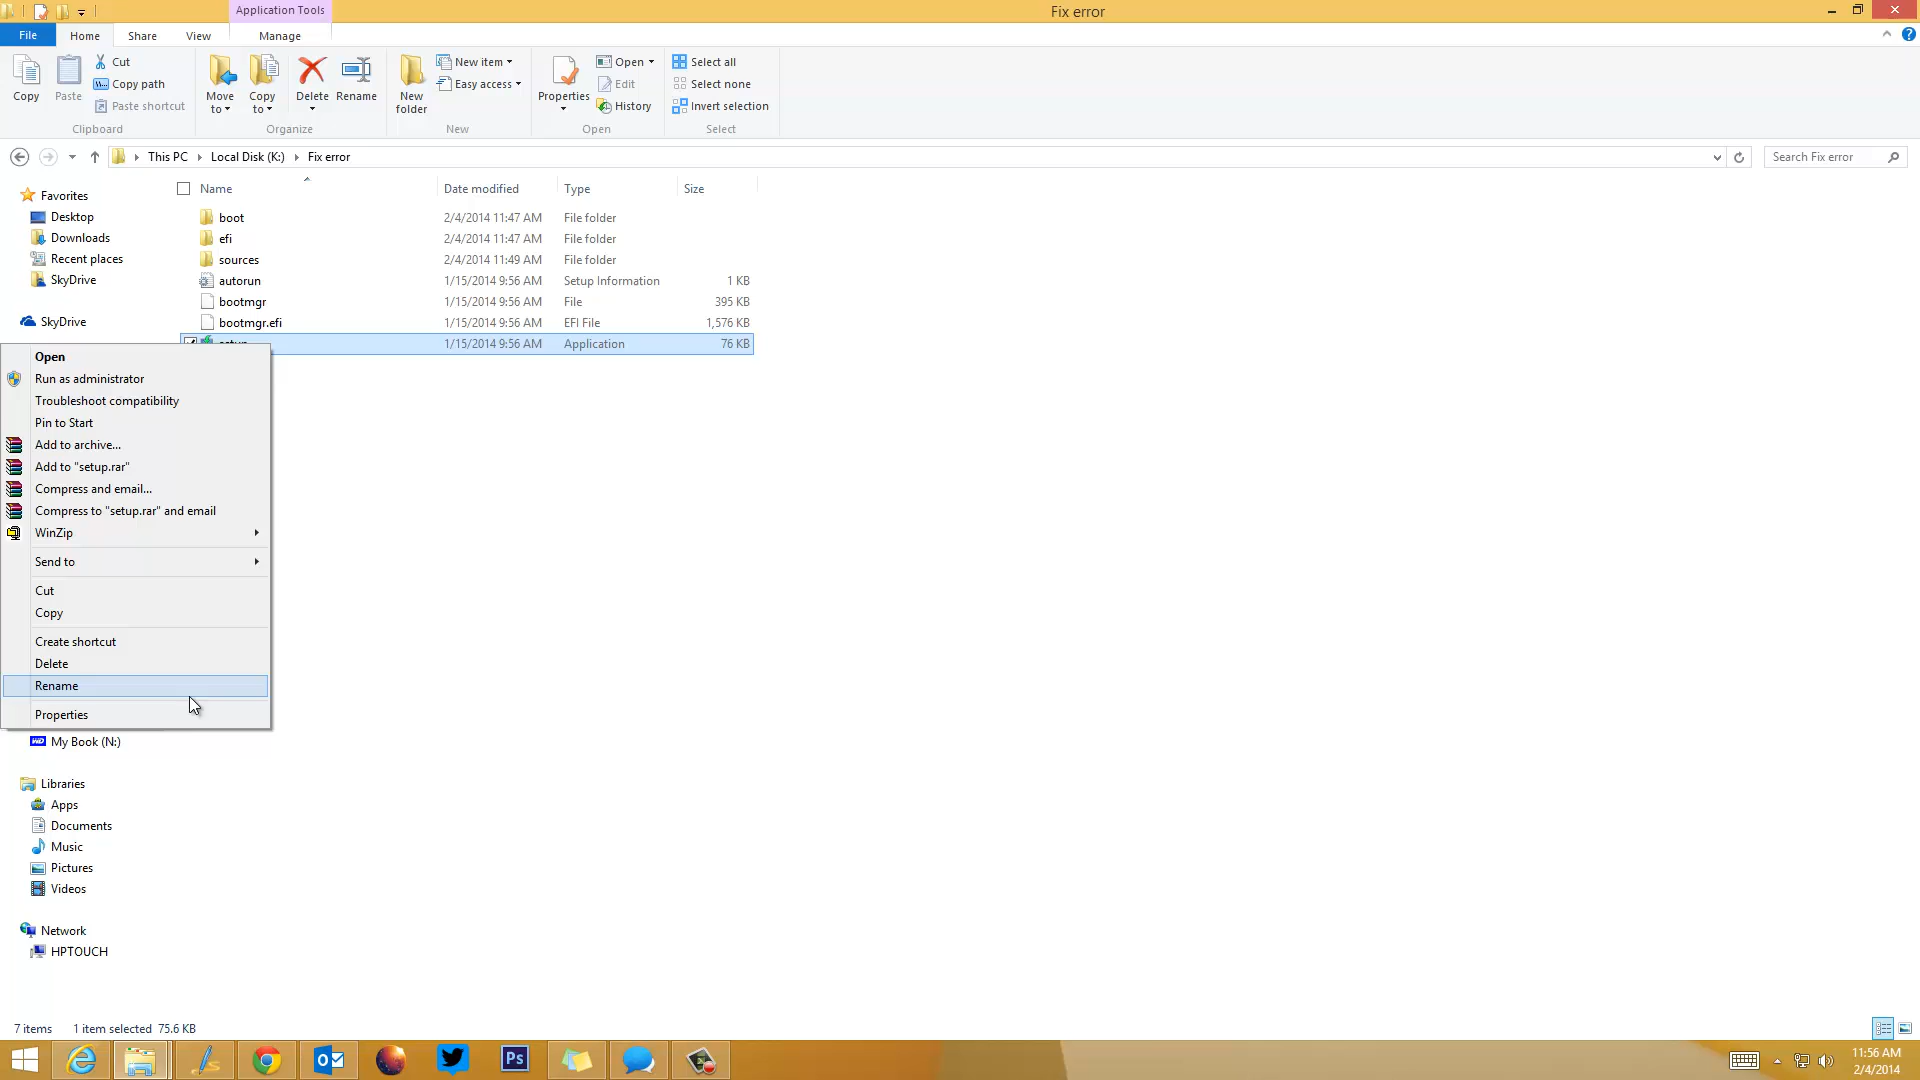 Application Tools
Fix error
File
Home
Share
View
Manage
Copy
Paste
Cut
Copy path
Paste shortcut
Clipboard
Move to
Copy to
Delete
Rename
Organize
New folder
New item
Easy access
New
Properties
Open
Edit
History
Open
Select all
Select none
Invert selection
Select
This PC
Local Disk (K:)
Fix error
Search Fix error
Name
Date modified
Type
Size
boot 2/4/2014 11:47 AM File folder
efi 2/4/2014 11:47 AM File folder
sources 2/4/2014 11:49 AM File folder
autorun 1/15/2014 9:56 AM Setup Information 1 KB
bootmgr 1/15/2014 9:56 AM File 395 KB
bootmgr.efi 1/15/2014 9:56 AM EFI File 1,576 KB
setup 1/15/2014 9:56 AM Application 76 KB
Favorites
Desktop
Downloads
Recent places
SkyDrive
SkyDrive
Open
Run as administrator
Troubleshoot compatibility
Pin to Start
Add to archive...
Add to "setup.rar"
Compress and email...
Compress to "setup.rar" and email
WinZip
Send to
Cut
Copy
Create shortcut
Delete
Rename
Properties
WD My Book (N:)
Libraries
Apps
Documents
Music
Pictures
Videos
Network
HPTOUCH
7 items
1 item selected 75.6 KB
Ps
11:56 AM
2/4/2014